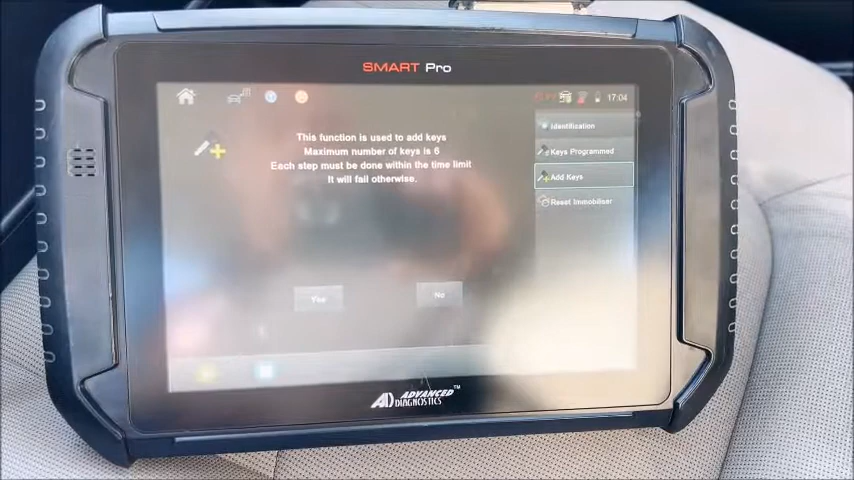 SMART Pro
17:04
This function is used to add keys
Maximum number of keys is 6
Each step must be done within the time limit
It will fail otherwise.
Identification
Keys Programmed
Add Keys
Reset Immobiliser
Yes
No
AD ADVANCED DIAGNOSTICS™